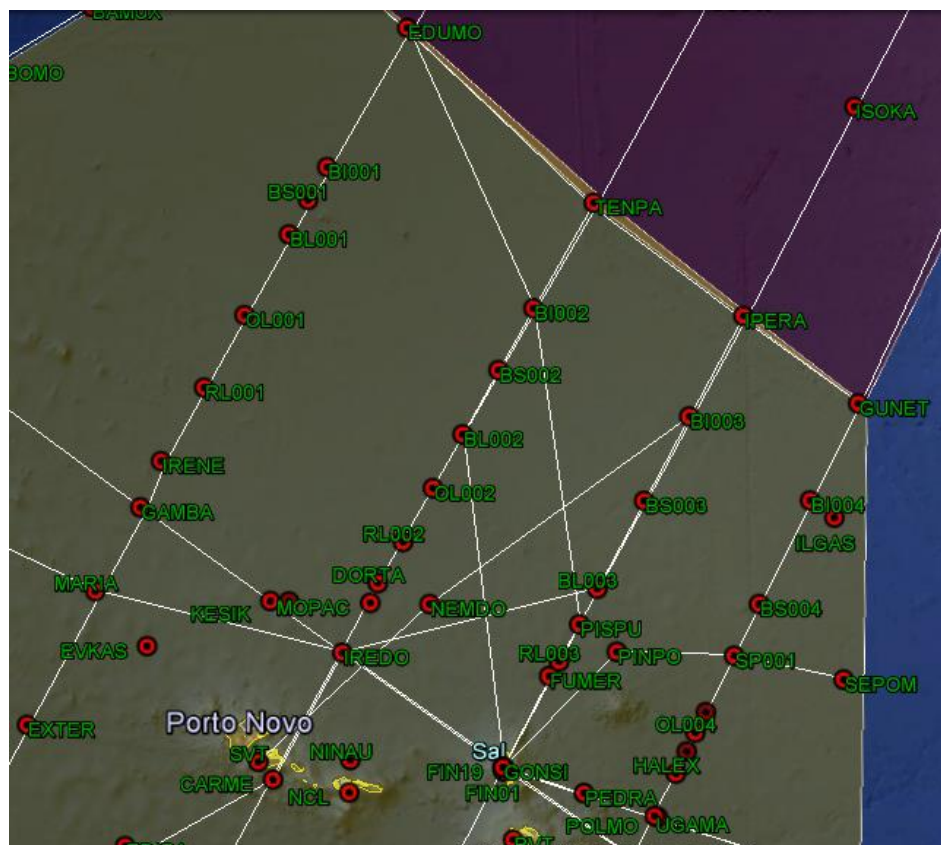 BAMUX
EDUMO
BOMO
ISOKA
BI001
BS001
TENPA
BL001
BI002
OL001
IPERA
BS002
RL001
GUNET
BI003
BL002
IRENE
OL002
BS003
BI004
GAMBA
RL002
ILGAS
DORTA
BL003
MARIA
KESIK
MOPAC
NEMDO
BS004
PISPU
EVKAS
IREDO
RL003
PINPO
SP001
FUMER
SEPOM
Porto Novo
OL004
EXTER
SVT
NINAU
Sal
HALEX
FIN19
GONSI
CARME
NCL
FIN01
PEDRA
POLMO
UGAMA